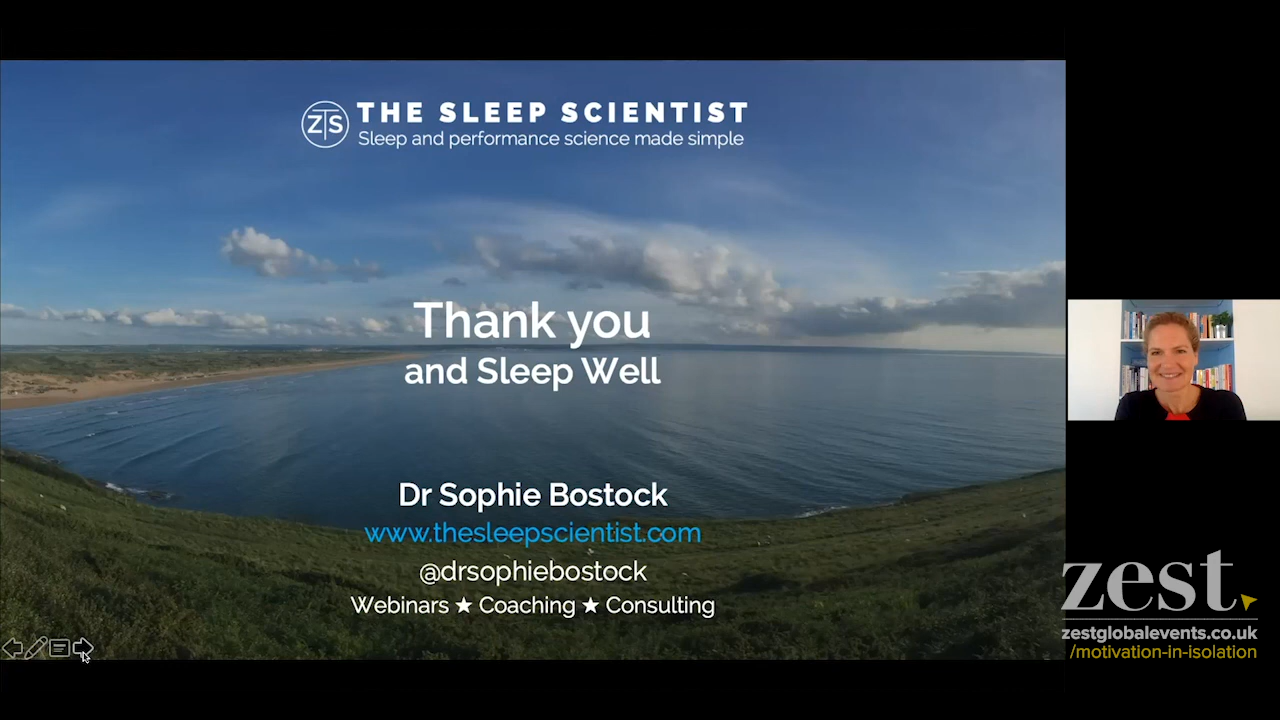 ZTS
THE SLEEP SCIENTIST
Sleep and performance science made simple
Thank you
and Sleep Well
Dr Sophie Bostock
www.thesleepscientist.com
@drsophiebostock
Webinars ★ Coaching ★ Consulting
zest
zestglobalevents.co.uk
/motivation-in-isolation